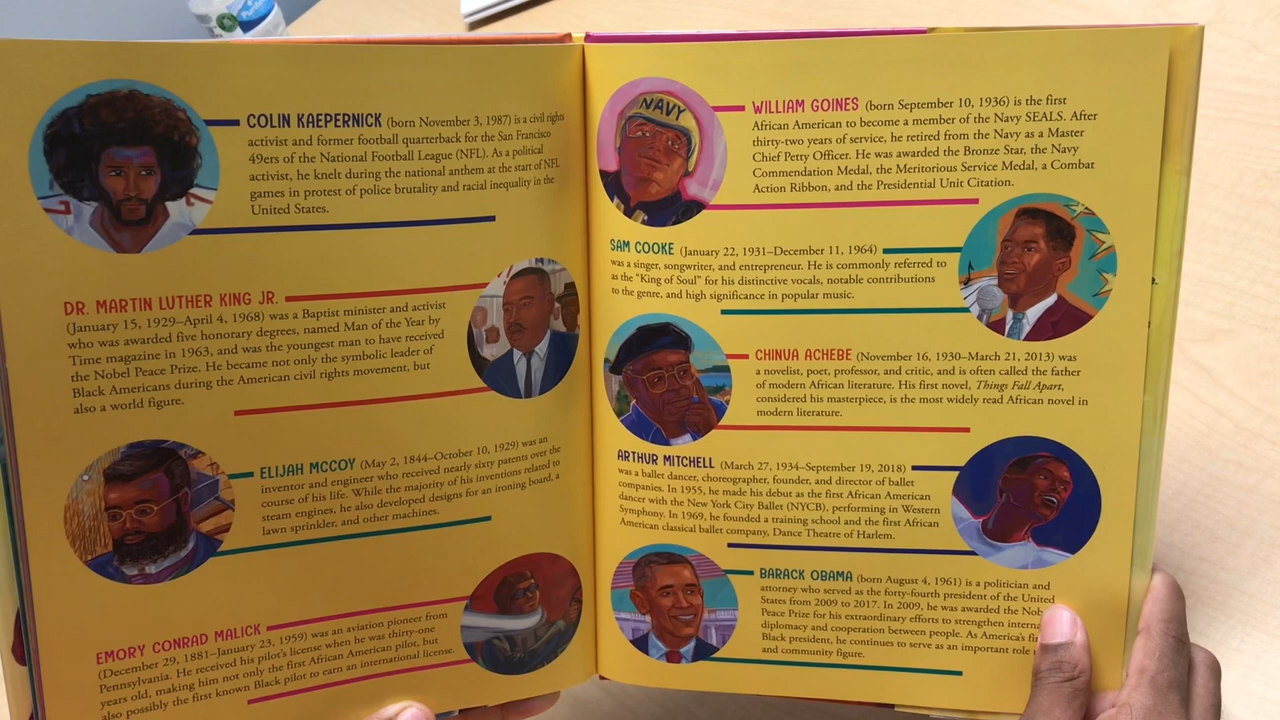 COLIN KAEPERNICK (born November 3, 1987) is a civil rights
activist and former football quarterback for the San Francisco
49ers of the National Football League (NFL). As a political
activist, he knelt during the national anthem at the start of NFL
games in protest of police brutality and racial inequality in the
United States.
DR. MARTIN LUTHER KING JR.
(January 15, 1929–April 4, 1968) was a Baptist minister and activist
who was awarded five honorary degrees, named Man of the Year by
Time magazine in 1963, and was the youngest man to have received
the Nobel Peace Prize. He became not only the symbolic leader of
Black Americans during the American civil rights movement, but
also a world figure.
ELIJAH MCCOY (May 2, 1844–October 10, 1929) was an
inventor and engineer who received nearly sixty patents over the
course of his life. While the majority of his inventions related to
steam engines, he also developed designs for an ironing board, a
lawn sprinkler, and other machines.
EMORY CONRAD MALICK
(December 29, 1881–January 23, 1959) was an aviation pioneer from
Pennsylvania. He received his pilot's license when he was thirty-one
years old, making him not only the first African American pilot, but
also possibly the first known Black pilot to earn an international license.
NAVY
WILLIAM GOINES (born September 10, 1936) is the first
African American to become a member of the Navy SEALS. After
thirty-two years of service, he retired from the Navy as a Master
Chief Petty Officer. He was awarded the Bronze Star, the Navy
Commendation Medal, the Meritorious Service Medal, a Combat
Action Ribbon, and the Presidential Unit Citation.
SAM COOKE (January 22, 1931–December 11, 1964)
was a singer, songwriter, and entrepreneur. He is commonly referred to
as the "King of Soul" for his distinctive vocals, notable contributions
to the genre, and high significance in popular music.
CHINUA ACHEBE (November 16, 1930–March 21, 2013) was
a novelist, poet, professor, and critic, and is often called the father
of modern African literature. His first novel, Things Fall Apart,
considered his masterpiece, is the most widely read African novel in
modern literature.
ARTHUR MITCHELL (March 27, 1934–September 19, 2018)
was a ballet dancer, choreographer, founder, and director of ballet
companies. In 1955, he made his debut as the first African American
dancer with the New York City Ballet (NYCB), performing in Western
Symphony. In 1969, he founded a training school and the first African
American classical ballet company, Dance Theatre of Harlem.
BARACK OBAMA (born August 4, 1961) is a politician and
attorney who served as the forty-fourth president of the United
States from 2009 to 2017. In 2009, he was awarded the
Peace Prize for his extraordinary efforts to strengthen
diplomacy and cooperation between people. As America's
Black president, he continues to serve as an important role
and community figure.